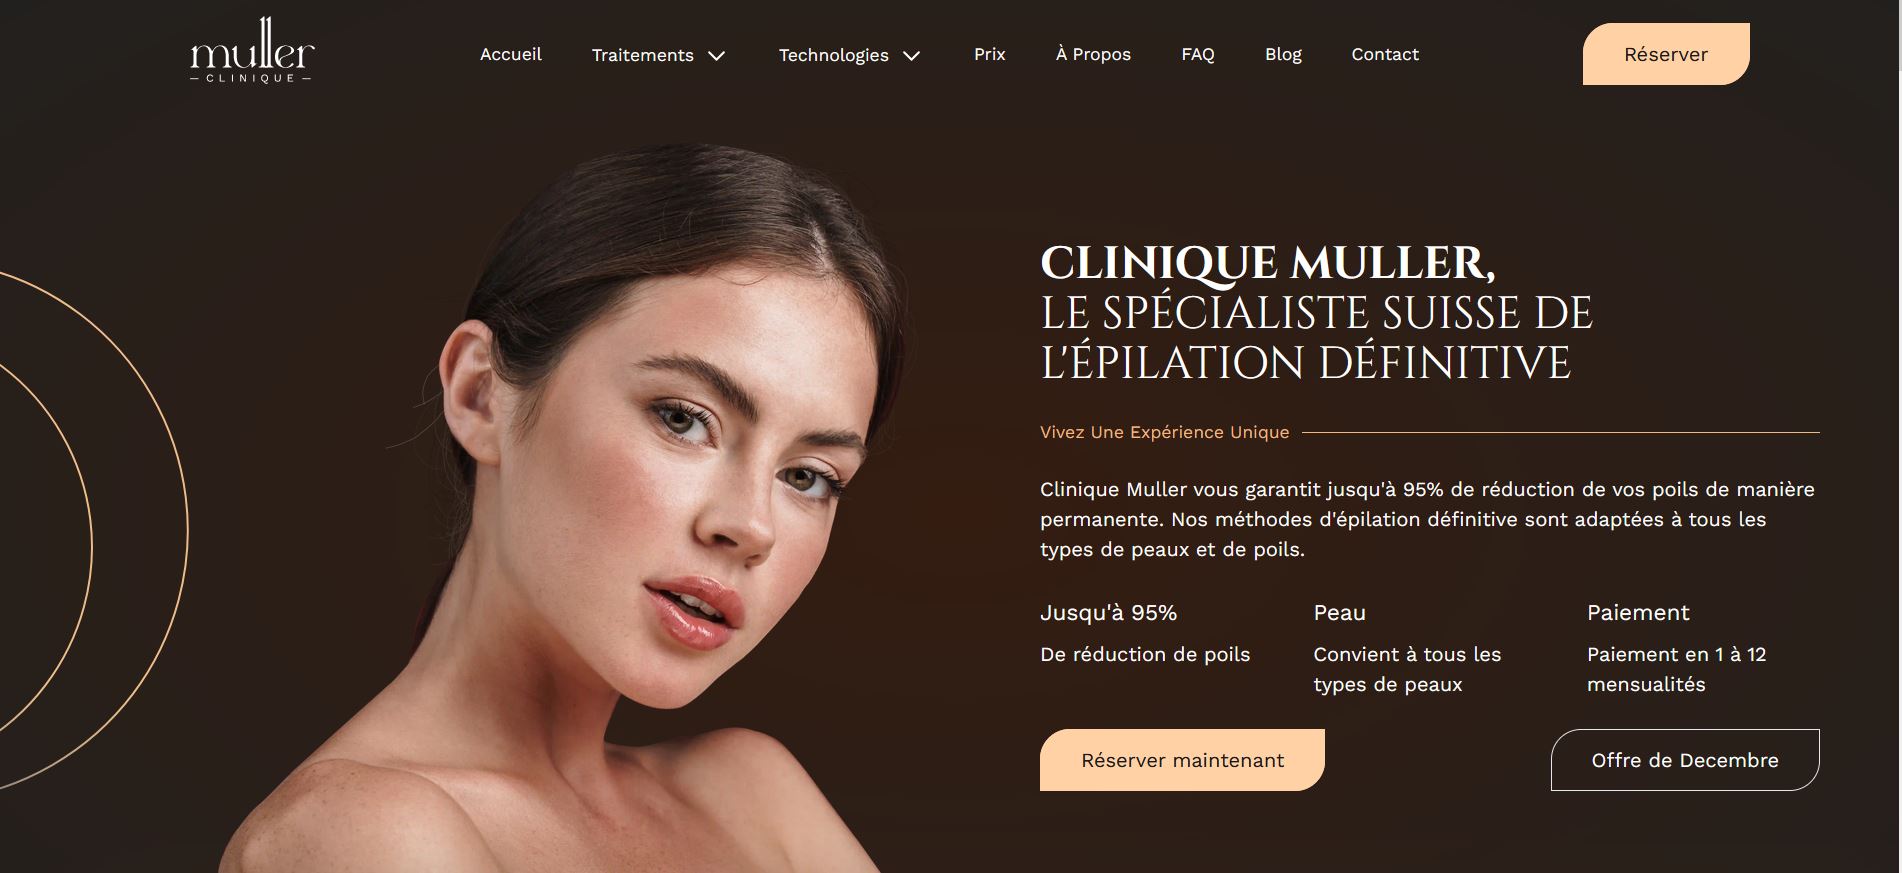 muller
CLINIQUE
Accueil
Traitements
Technologies
Prix
À Propos
FAQ
Blog
Contact
Réserver
CLINIQUE MULLER,
LE SPÉCIALISTE SUISSE DE
L'ÉPILATION DÉFINITIVE
Vivez Une Expérience Unique
Clinique Muller vous garantit jusqu'à 95% de réduction de vos poils de manière
permanente. Nos méthodes d'épilation définitive sont adaptées à tous les
types de peaux et de poils.
Jusqu'à 95%
De réduction de poils
Peau
Convient à tous les
types de peaux
Paiement
Paiement en 1 à 12
mensualités
Réserver maintenant
Offre de Decembre